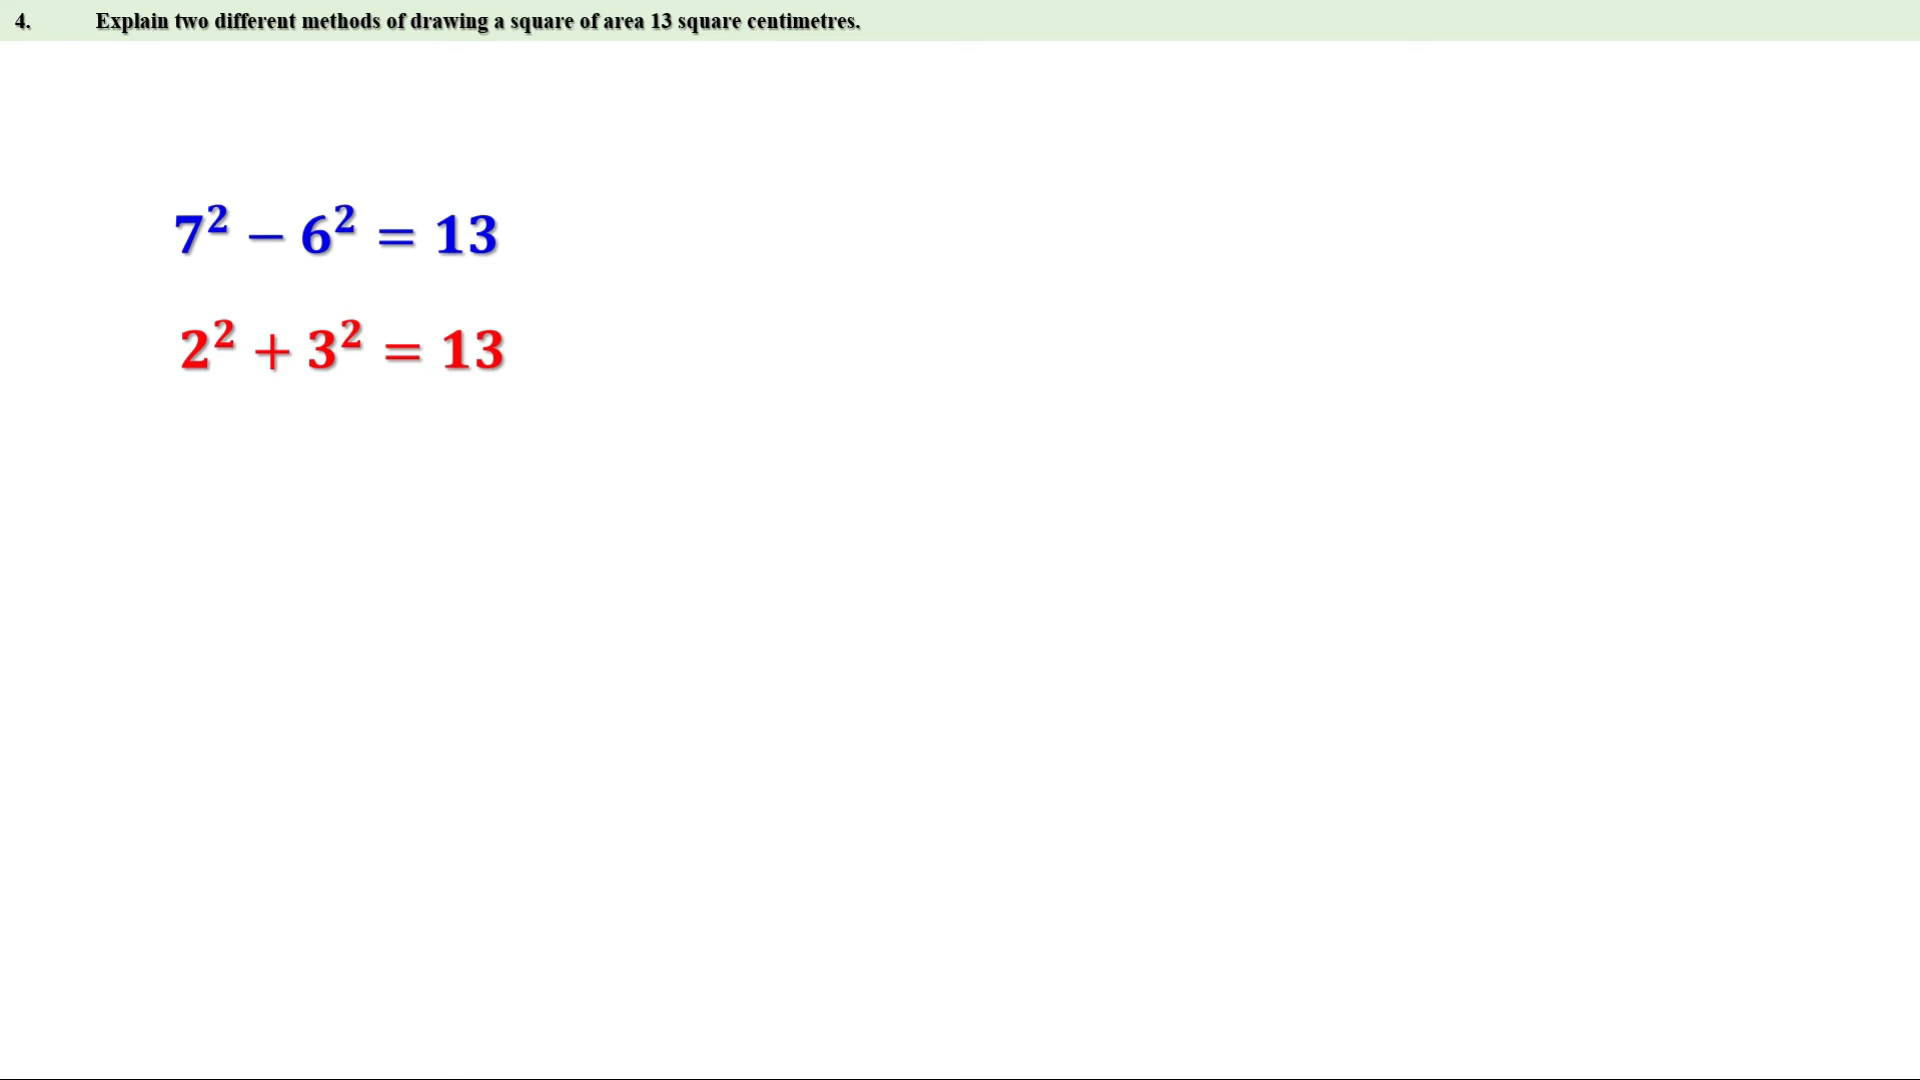 4. Explain two different methods of drawing a square of area 13 square centimetres.
7² − 6² = 13
2² + 3² = 13